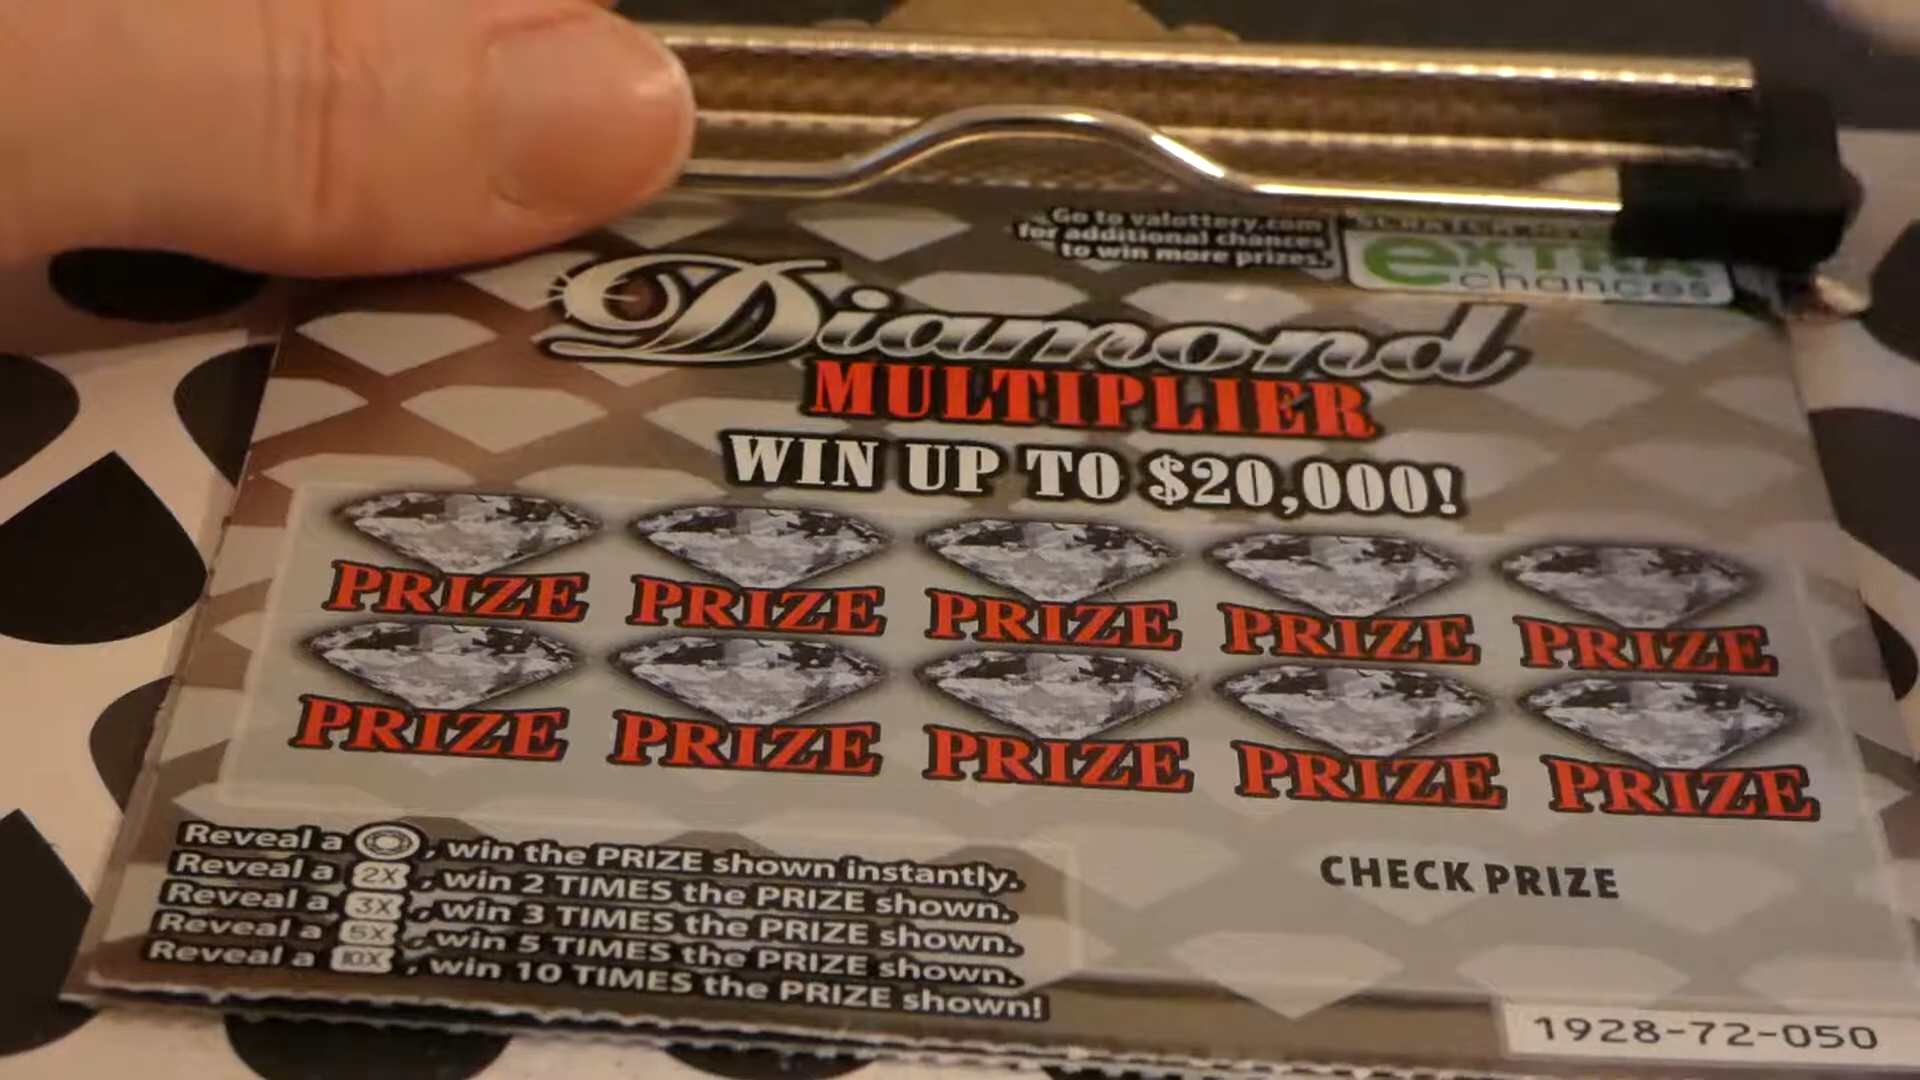 Go to valottery.com
for additional chances
to win more prizes.
eXTRA
chances
Diamond
MULTIPLIER
WIN UP TO $20,000!
PRIZE PRIZE PRIZE PRIZE PRIZE
PRIZE PRIZE PRIZE PRIZE PRIZE
Reveal a , win the PRIZE shown instantly.
Reveal a 2X , win 2 TIMES the PRIZE shown.
Reveal a 3X , win 3 TIMES the PRIZE shown.
Reveal a 5X , win 5 TIMES the PRIZE shown.
Reveal a 10X , win 10 TIMES the PRIZE shown!
CHECK PRIZE
1928-72-050